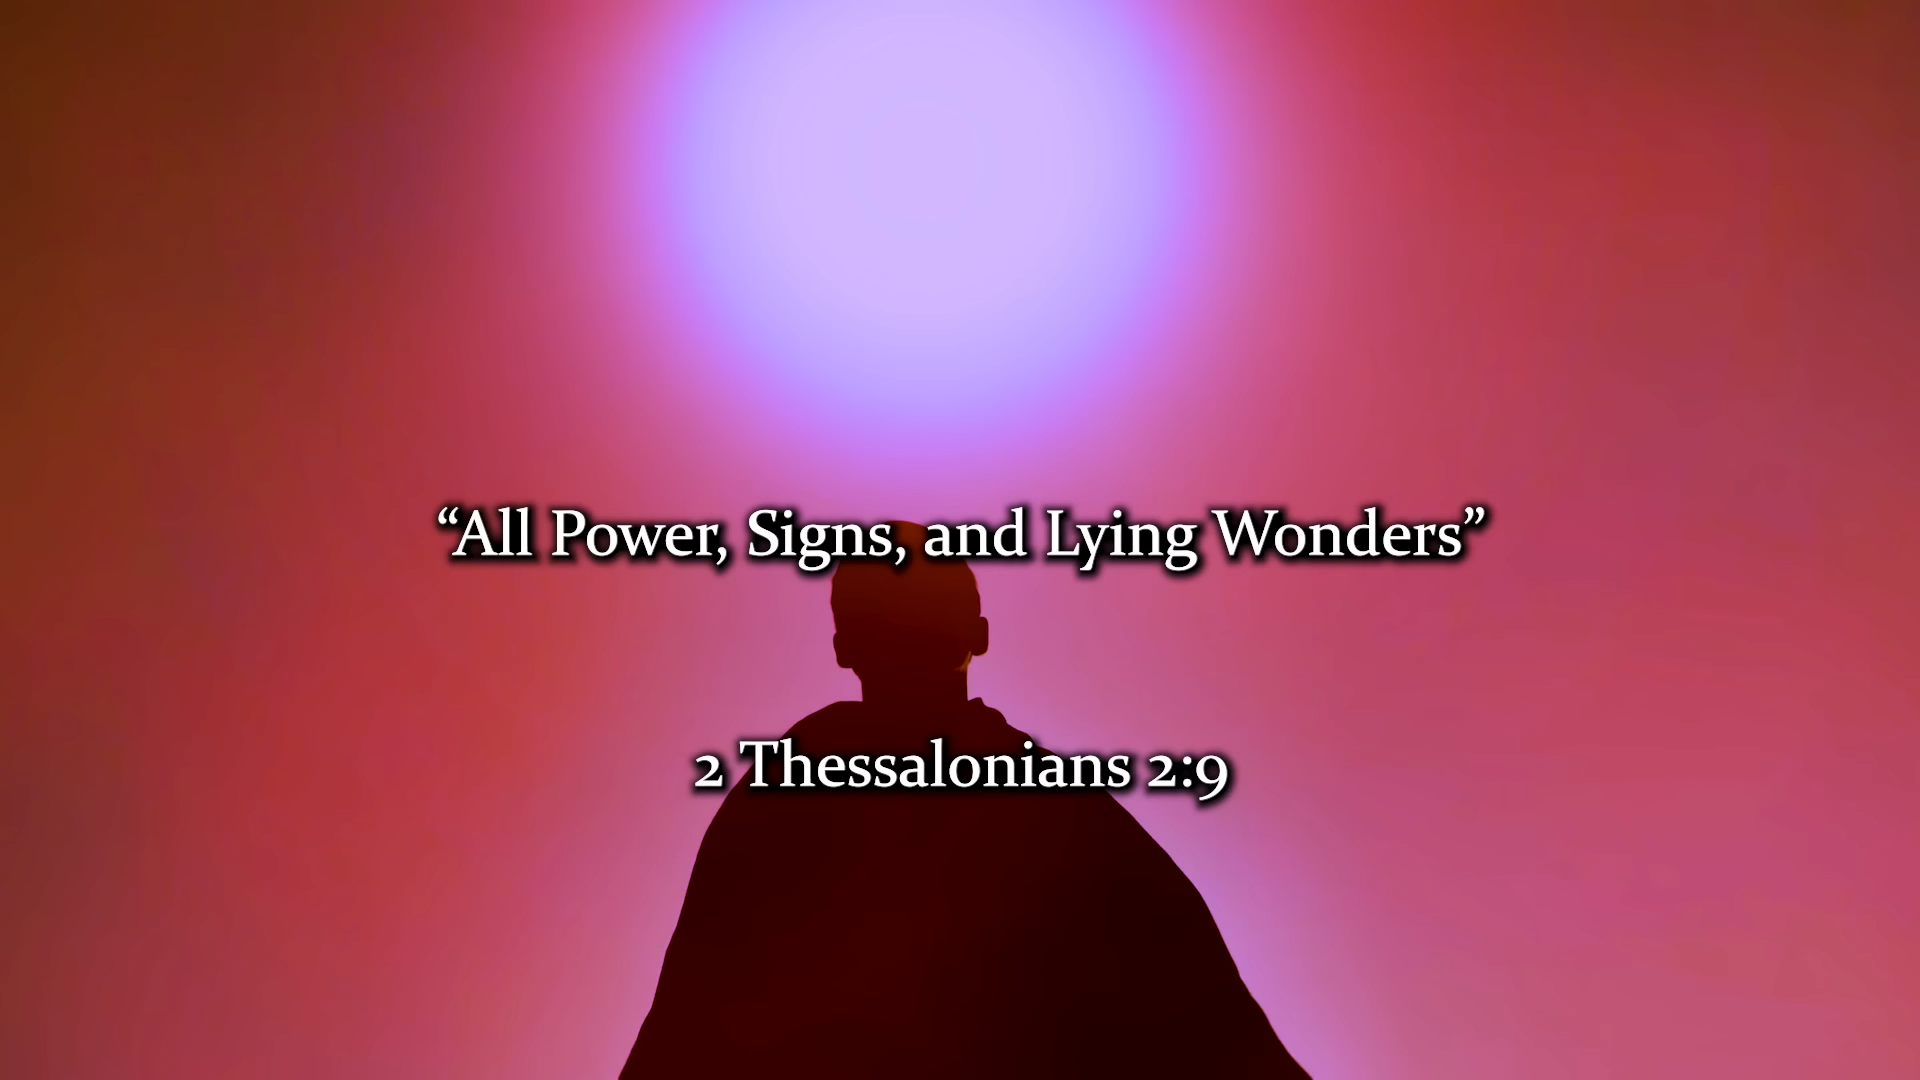 “All Power, Signs, and Lying Wonders”
2 Thessalonians 2:9